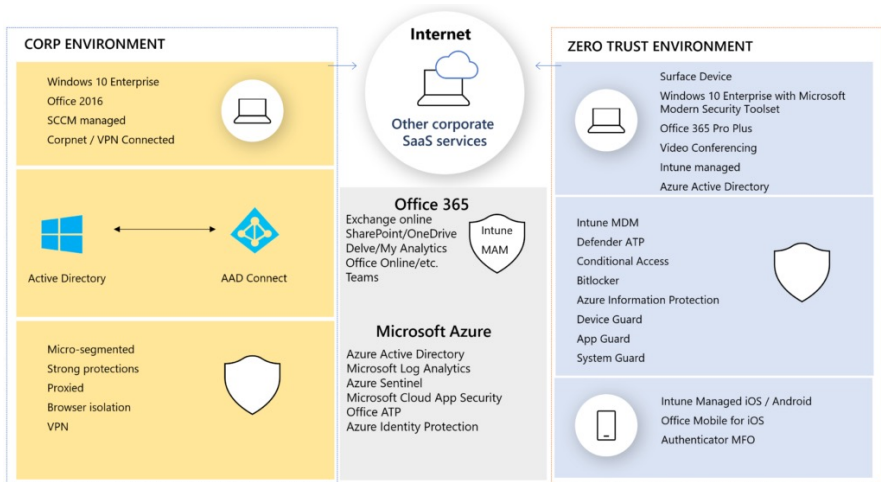 CORP ENVIRONMENT
Windows 10 Enterprise
Office 2016
SCCM managed
Corpnet / VPN Connected
Active Directory
AAD Connect
Micro-segmented
Strong protections
Proxied
Browser isolation
VPN
Internet
Other corporate
SaaS services
Office 365
Exchange online
SharePoint/OneDrive
Delve/My Analytics
Office Online/etc.
Teams
Intune
MAM
Microsoft Azure
Azure Active Directory
Microsoft Log Analytics
Azure Sentinel
Microsoft Cloud App Security
Office ATP
Azure Identity Protection
ZERO TRUST ENVIRONMENT
Surface Device
Windows 10 Enterprise with Microsoft
Modern Security Toolset
Office 365 Pro Plus
Video Conferencing
Intune managed
Azure Active Directory
Intune MDM
Defender ATP
Conditional Access
Bitlocker
Azure Information Protection
Device Guard
App Guard
System Guard
Intune Managed iOS / Android
Office Mobile for iOS
Authenticator MFO